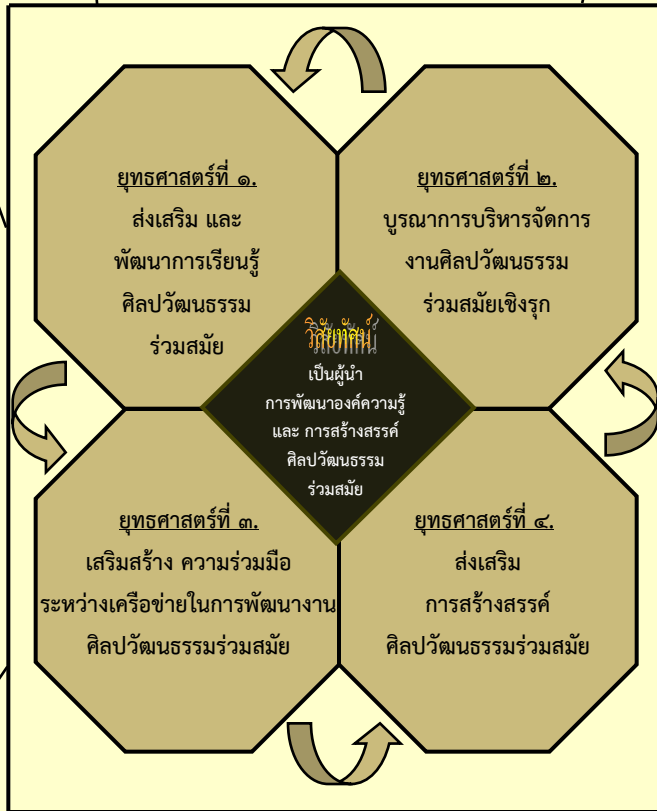 ยุทธศาสตร์ที่ ๑.
ส่งเสริม และ
พัฒนาการเรียนรู้
ศิลปวัฒนธรรม
ร่วมสมัย
ยุทธศาสตร์ที่ ๒.
บูรณาการบริหารจัดการ
งานศิลปวัฒนธรรม
ร่วมสมัยเชิงรุก
วิสัยทัศน์
เป็นผู้นำ
การพัฒนาองค์ความรู้
และ การสร้างสรรค์
ศิลปวัฒนธรรม
ร่วมสมัย
ยุทธศาสตร์ที่ ๓.
เสริมสร้าง ความร่วมมือ
ระหว่างเครือข่ายในการพัฒนางาน
ศิลปวัฒนธรรมร่วมสมัย
ยุทธศาสตร์ที่ ๔.
ส่งเสริม
การสร้างสรรค์
ศิลปวัฒนธรรมร่วมสมัย